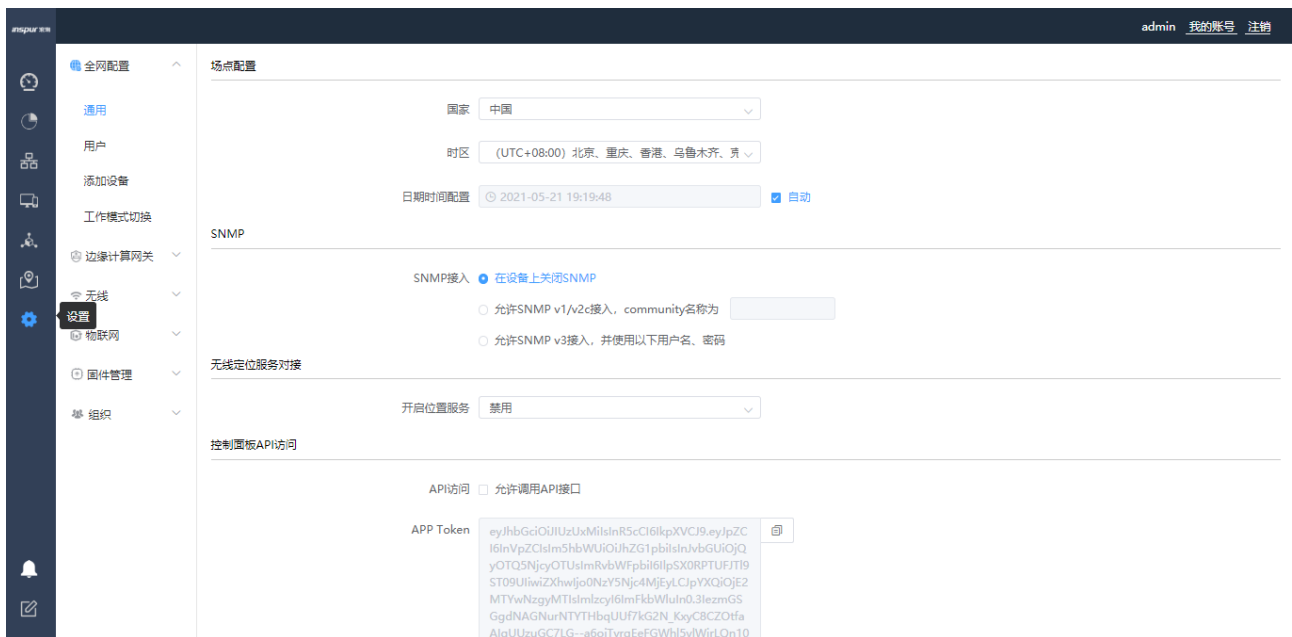 inspur 浪潮
admin 我的账号 注销
全网配置
通用
用户
添加设备
工作模式切换
边缘计算网关
无线
设置
物联网
固件管理
组织
场点配置
国家 中国
时区 (UTC+08:00) 北京、重庆、香港、乌鲁木齐、克
日期时间配置 2021-05-21 19:19:48 自动
SNMP
SNMP接入 在设备上关闭SNMP
允许SNMP v1/v2c接入，community名称为
允许SNMP v3接入，并使用以下用户名、密码
无线定位服务对接
开启位置服务 禁用
控制面板API访问
API访问 允许调用API接口
APP Token
eyJhbGciOiJIUzUxMiIsInR5cCI6IkpXVCJ9.eyJpZC
I6InVpZCIsIm5hbWUiOiJhZG1pbiIsInJvbGUiOjQ